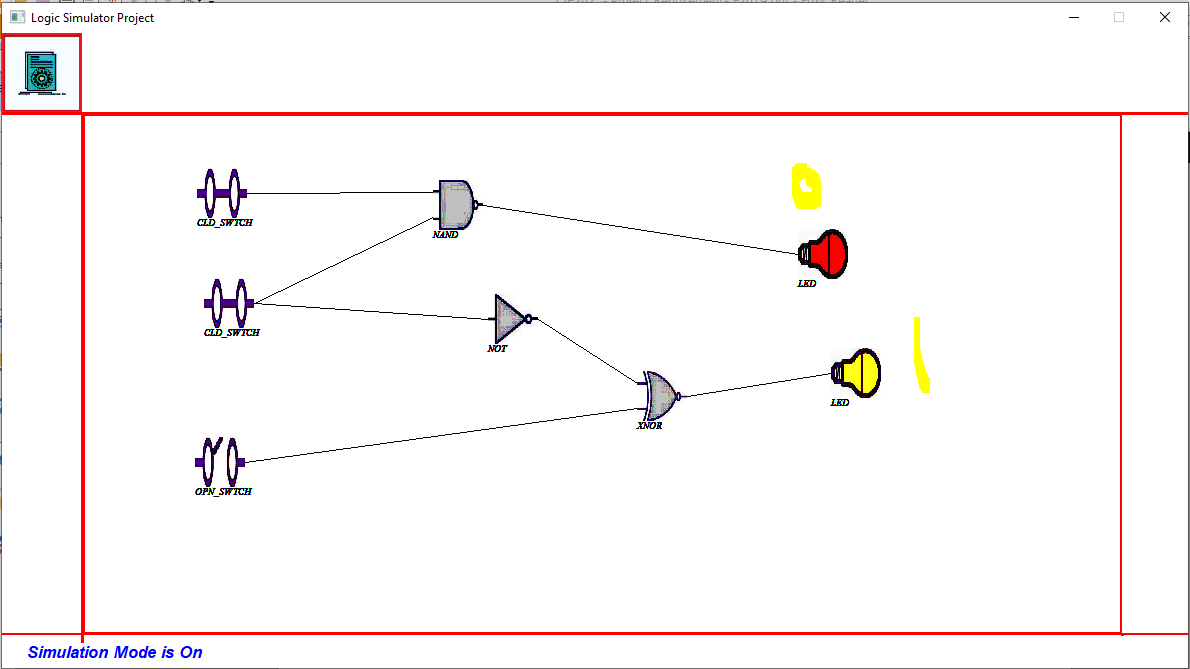 Logic Simulator Project
CLD_SWTCH
NAND
LED
CLD_SWTCH
NOT
LED
XNOR
OPN_SWTCH
Simulation Mode is On